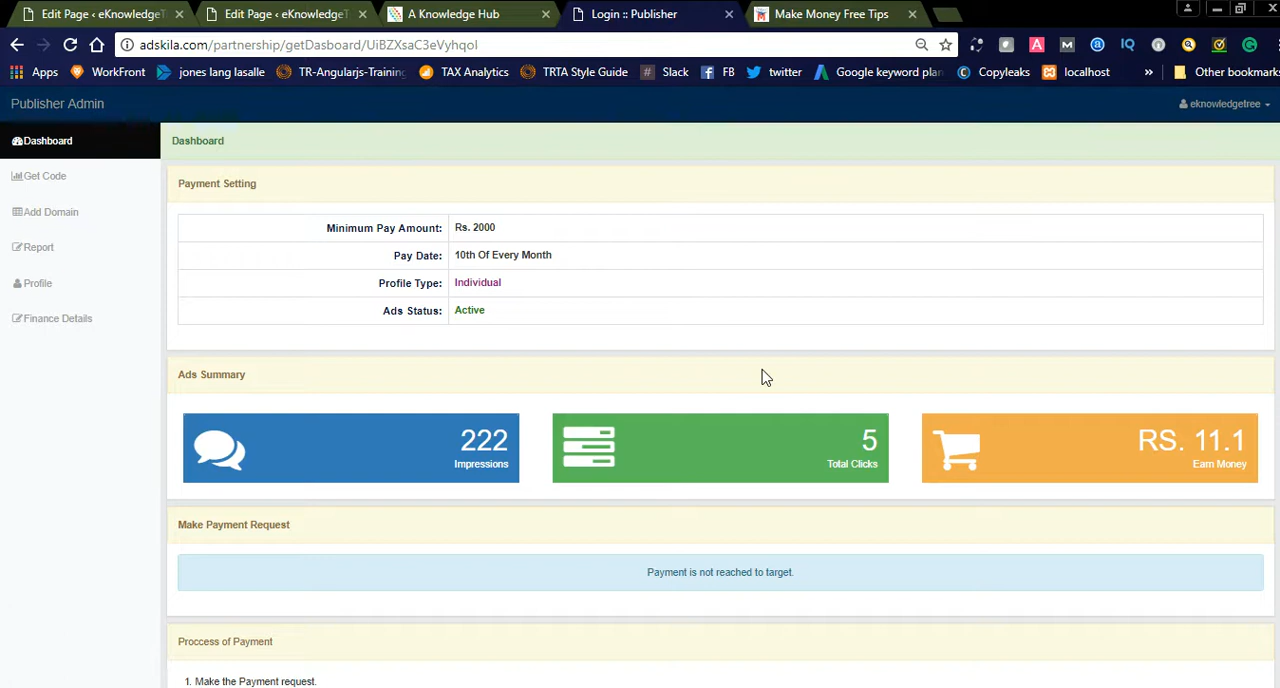 Edit Page ‹ eKnowledgeT
Edit Page ‹ eKnowledgeT
A Knowledge Hub
Login :: Publisher
Make Money Free Tips
adskila.com/partnership/getDasboard/UiBZXsaC3eVyhqoI
Apps
WorkFront
jones lang lasalle
TR-Angularjs-Training
TAX Analytics
TRTA Style Guide
Slack
FB
twitter
Google keyword plan
Copyleaks
localhost
»
Other bookmarks
Publisher Admin
eknowledgetree
Dashboard
Get Code
Add Domain
Report
Profile
Finance Details
Dashboard
Payment Setting
Minimum Pay Amount: Rs. 2000
Pay Date: 10th Of Every Month
Profile Type: Individual
Ads Status: Active
Ads Summary
222
Impressions
5
Total Clicks
RS. 11.1
Earn Money
Make Payment Request
Payment is not reached to target.
Proccess of Payment
1. Make the Payment request.